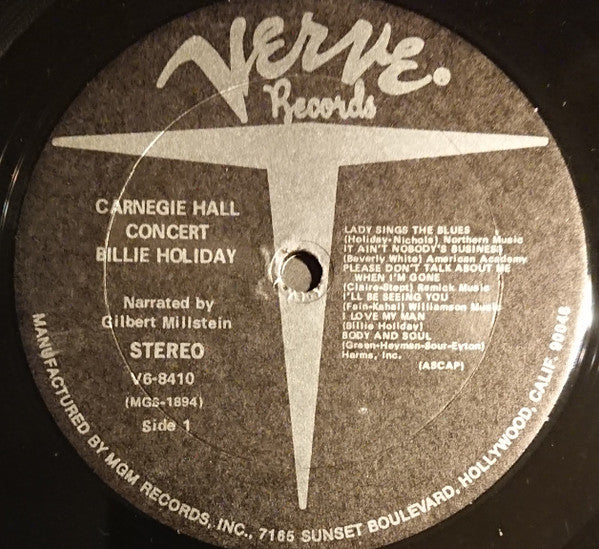 Verve.
Records
CARNEGIE HALL
CONCERT
BILLIE HOLIDAY
Narrated by
Gilbert Millstein
STEREO
V6-8410
(MGS-1894)
Side 1
LADY SINGS THE BLUES
(Holiday-Nichols) Northern Music
IT AIN'T NOBODY'S BUSINESS
(Beverly White) American Academy
PLEASE DON'T TALK ABOUT ME
WHEN I'M GONE
(Claire-Stept) Remick Music
I'LL BE SEEING YOU
(Fain-Kahal) Williamson Music
I LOVE MY MAN
(Billie Holiday)
BODY AND SOUL
(Green-Heyman-Sour-Eyton)
Harms, Inc.
(ASCAP)
MANUFACTURED BY MGM RECORDS, INC., 7165 SUNSET BOULEVARD, HOLLYWOOD, CALIF. 90046